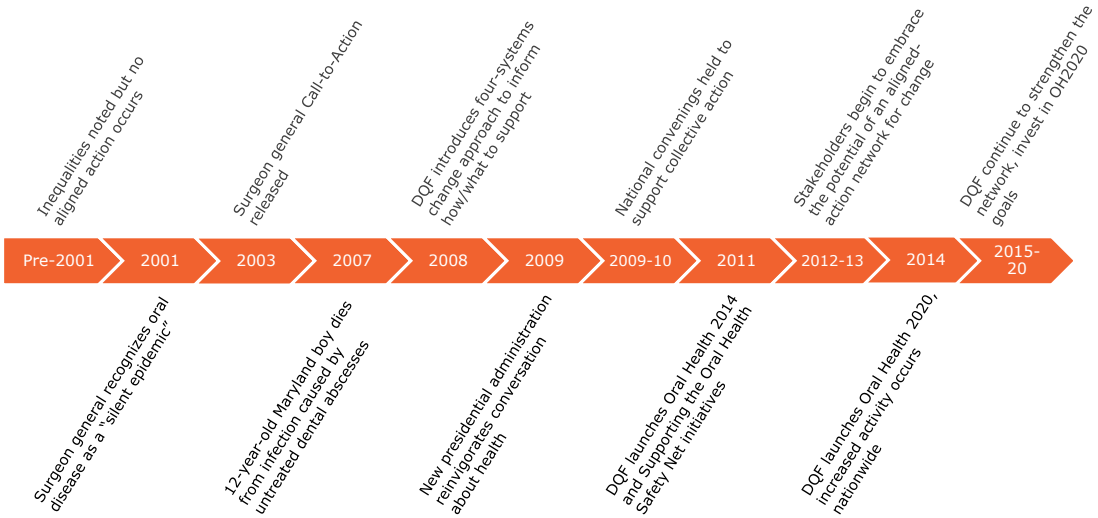 Inequalities noted but no
aligned action occurs
Surgeon general Call-to-Action
released
DQF introduces four-systems
change approach to inform
how/what to support
National convenings held to
support collective action
Stakeholders begin to embrace
the potential of an aligned-
action network for change
DQF continue to strengthen the
network, invest in OH2020
goals
Pre-2001
2001
2003
2007
2008
2009
2009-10
2011
2012-13
2014
2015-
20
Surgeon general recognizes oral
disease as a “silent epidemic”
12-year-old Maryland boy dies
from infection caused by
untreated dental abscesses
New presidential administration
reinvigorates conversation
about health
DQF launches Oral Health 2014
and Supporting the Oral Health
Safety Net initiatives
DQF launches Oral Health 2020,
increased activity occurs
nationwide